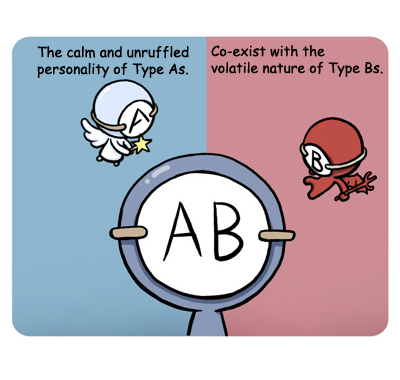 The calm and unruffled
personality of Type As.
Co-exist with the
volatile nature of Type Bs.
A
B
AB